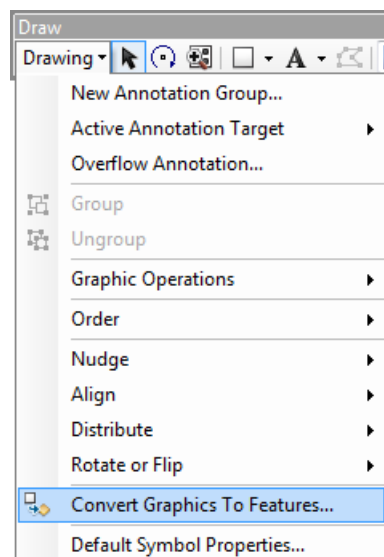 Draw
Drawing A
New Annotation Group...
Active Annotation Target
Overflow Annotation...
Group
Ungroup
Graphic Operations
Order
Nudge
Align
Distribute
Rotate or Flip
Convert Graphics To Features...
Default Symbol Properties...